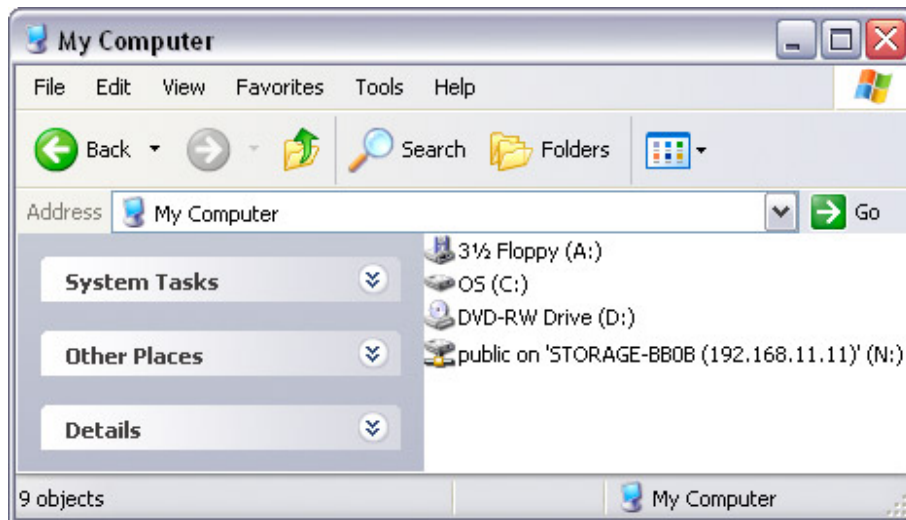 My Computer
File Edit View Favorites Tools Help
Back Search Folders
Address My Computer Go
System Tasks
Other Places
Details
3½ Floppy (A:)
OS (C:)
DVD-RW Drive (D:)
public on 'STORAGE-BB0B (192.168.11.11)' (N:)
9 objects My Computer